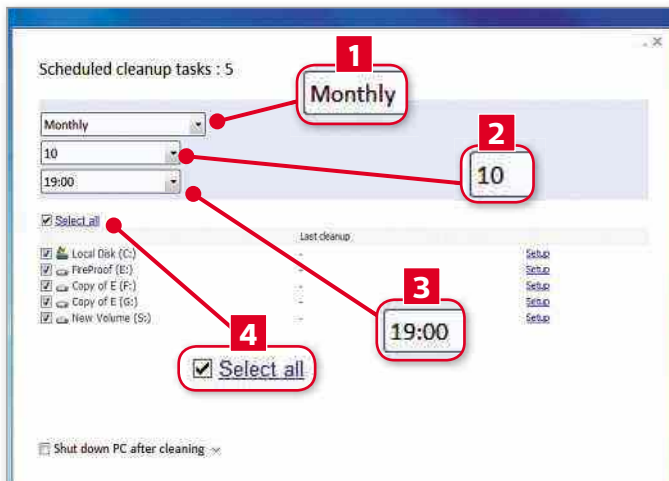 Scheduled cleanup tasks : 5
1
Monthly
Monthly
2
10
10
19:00
Select all
Last cleanup
Local Disk (C:) - Setup
FireProof (E:) - Setup
Copy of E (F:) - Setup
Copy of E (G:) - Setup
New Volume (S:) - Setup
3
19:00
4
Select all
Shut down PC after cleaning